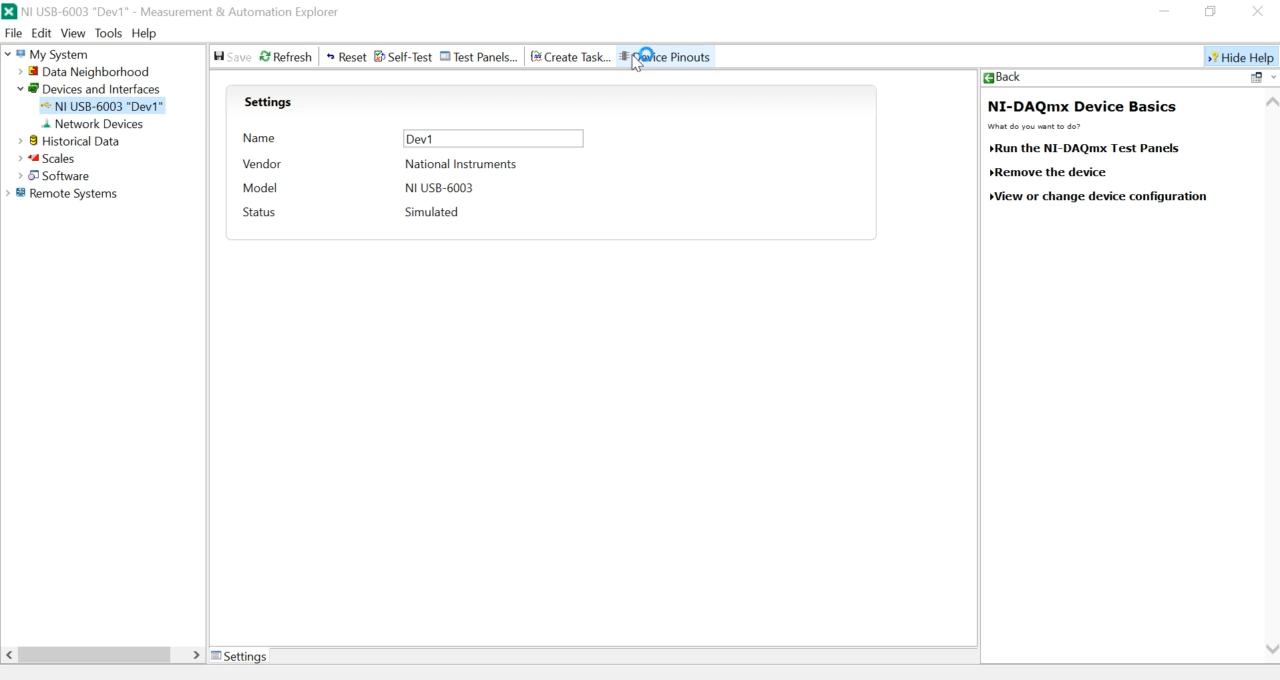 NI USB-6003 "Dev1" - Measurement & Automation Explorer
File Edit View Tools Help
My System
Data Neighborhood
Devices and Interfaces
NI USB-6003 "Dev1"
Network Devices
Historical Data
Scales
Software
Remote Systems
Save Refresh Reset Self-Test Test Panels... Create Task... Device Pinouts Hide Help
Settings
Name Dev1
Vendor National Instruments
Model NI USB-6003
Status Simulated
Settings
Back
NI-DAQmx Device Basics
What do you want to do?
Run the NI-DAQmx Test Panels
Remove the device
View or change device configuration